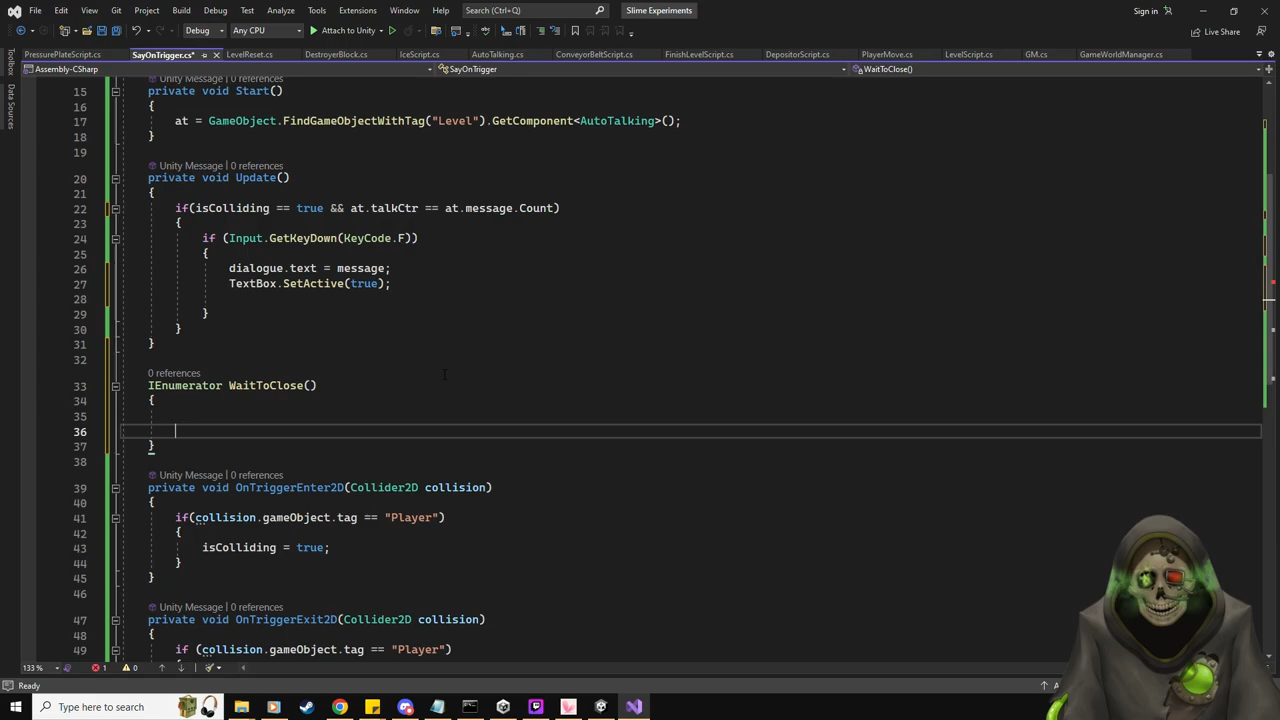 File Edit View Git Project Build Debug Test Analyze Tools Extensions Window Help Search (Ctrl+Q) Slime Experiments Sign in
Debug Any CPU Attach to Unity Live Share
PressurePlateScript.cs SayOnTrigger.cs* LevelReset.cs DestroyerBlock.cs IceScript.cs AutoTalking.cs ConveyorBeltScript.cs FinishLevelScript.cs DepositorScript.cs PlayerMove.cs LevelScript.cs GM.cs GameWorldManager.cs
Assembly-CSharp SayOnTrigger WaitToClose()
Toolbox
Data Sources
Unity Message | 0 references
15 private void Start()
16 {
17 at = GameObject.FindGameObjectWithTag("Level").GetComponent<AutoTalking>();
18 }
19
Unity Message | 0 references
20 private void Update()
21 {
22 if(isColliding == true && at.talkCtr == at.message.Count)
23 {
24 if (Input.GetKeyDown(KeyCode.F))
25 {
26 dialogue.text = message;
27 TextBox.SetActive(true);
28
29 }
30 }
31 }
32
0 references
33 IEnumerator WaitToClose()
34 {
35
36
37 }
38
Unity Message | 0 references
39 private void OnTriggerEnter2D(Collider2D collision)
40 {
41 if(collision.gameObject.tag == "Player")
42 {
43 isColliding = true;
44 }
45 }
46
Unity Message | 0 references
47 private void OnTriggerExit2D(Collider2D collision)
48 {
49 if (collision.gameObject.tag == "Player")
133 % 1 0
Ready
Type here to search